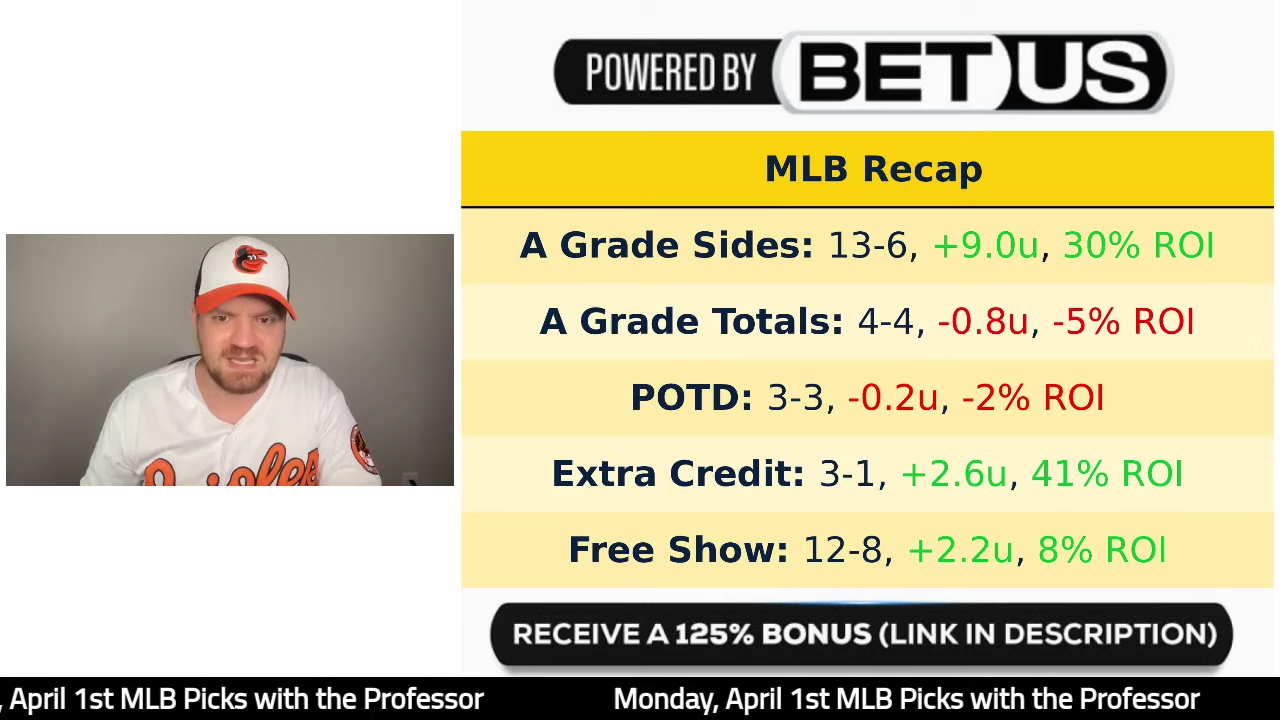 POWERED BY BETUS
MLB Recap
A Grade Sides: 13-6, +9.0u, 30% ROI
A Grade Totals: 4-4, -0.8u, -5% ROI
POTD: 3-3, -0.2u, -2% ROI
Extra Credit: 3-1, +2.6u, 41% ROI
Free Show: 12-8, +2.2u, 8% ROI
Orioles
RECEIVE A 125% BONUS (LINK IN DESCRIPTION)
, April 1st MLB Picks with the Professor Monday, April 1st MLB Picks with the Professor